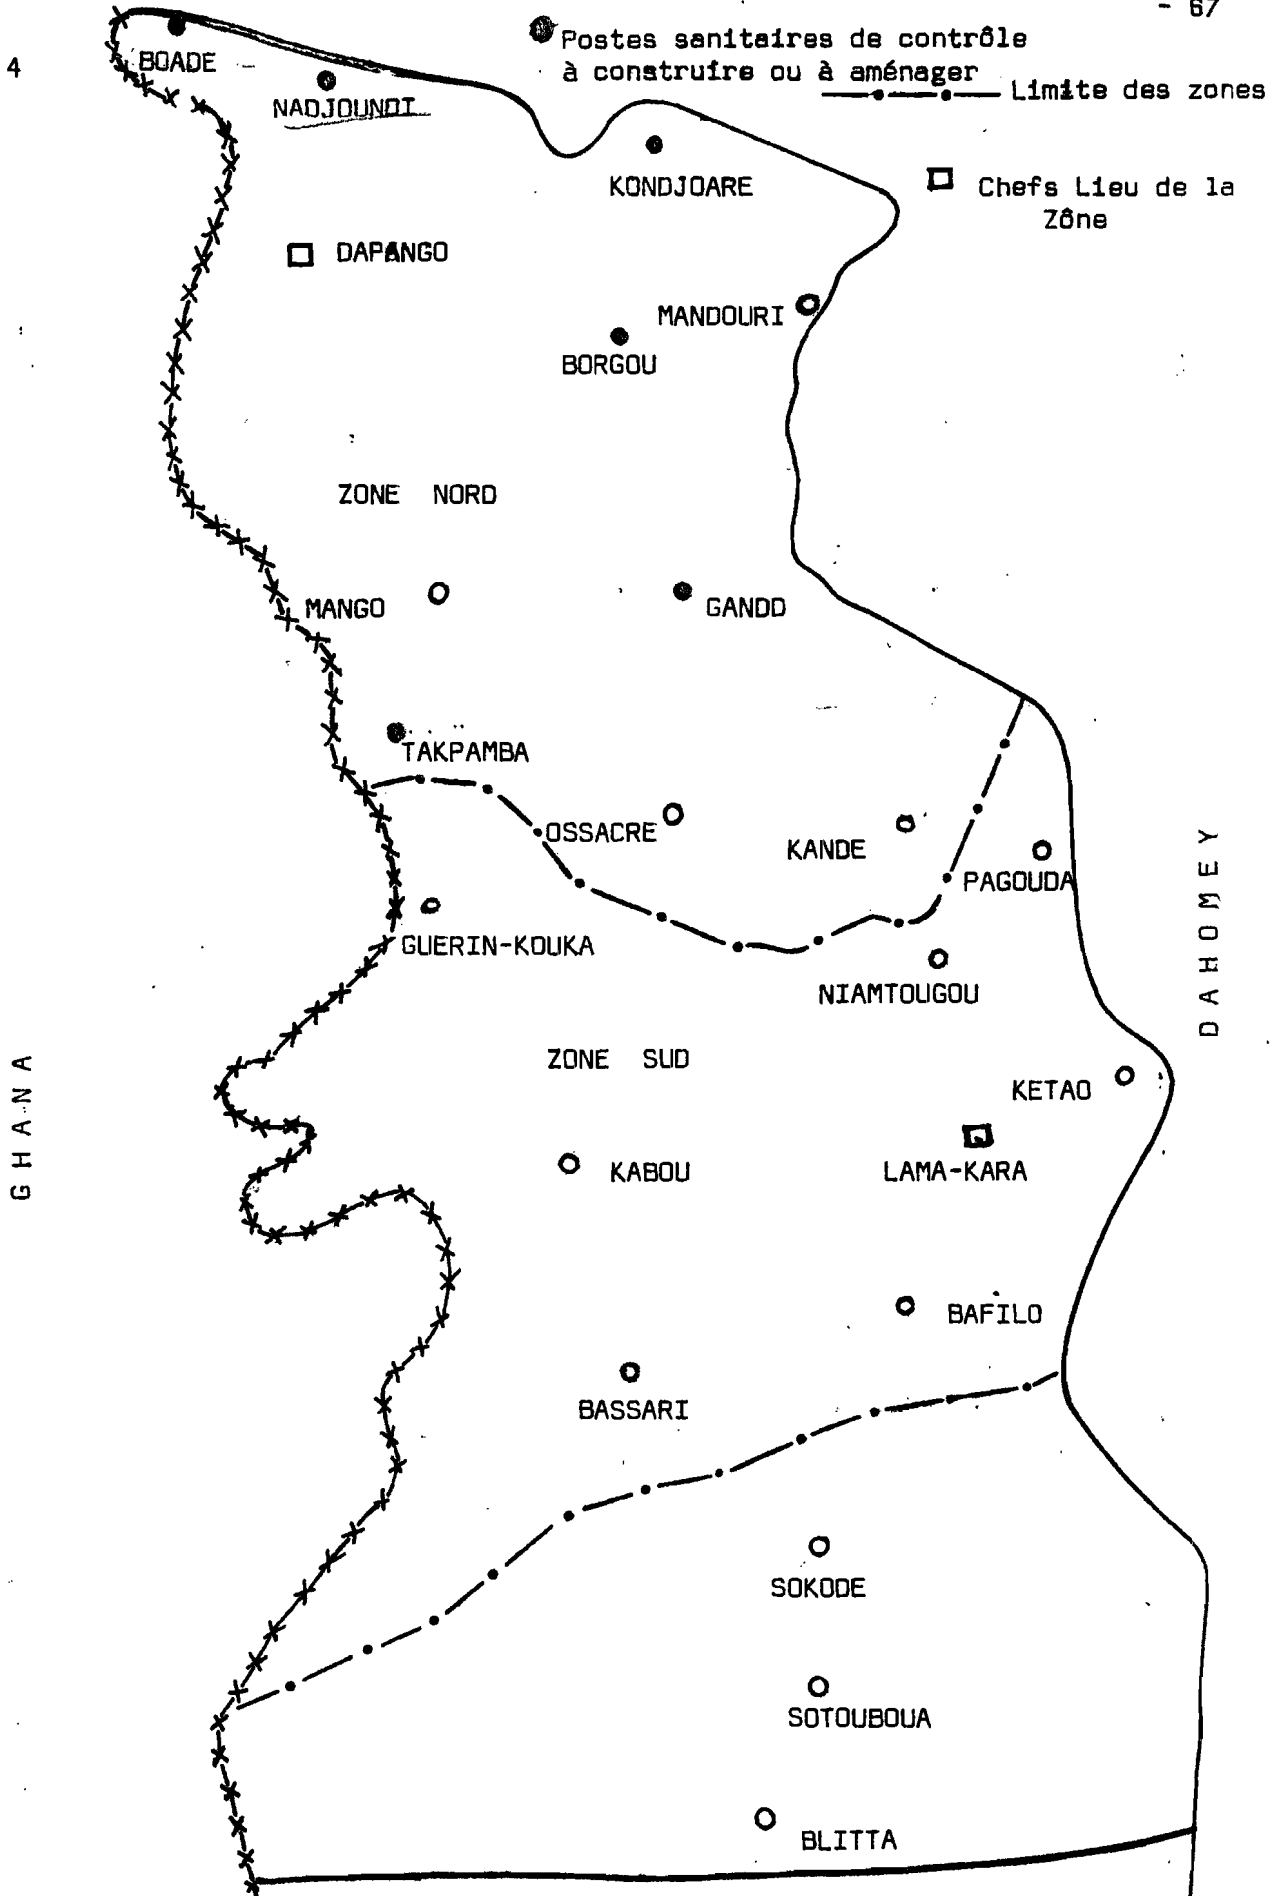 - 67
4
Postes sanitaires de contrôle
à construire ou à aménager
Limite des zones
BOADE
NADJOUNDI
KONDJOARE
Chefs Lieu de la
Zône
DAPANGO
MANDOURI
BORGOU
ZONE NORD
MANGO
GANDO
TAKPAMBA
OSSACRE
KANDE
PAGOUDA
DAHOMEY
GUERIN-KOUKA
NIAMTOUGOU
ZONE SUD
GHANA
KETAO
KABOU
LAMA-KARA
BAFILO
BASSARI
SOKODE
SOTOUBOUA
BLITTA